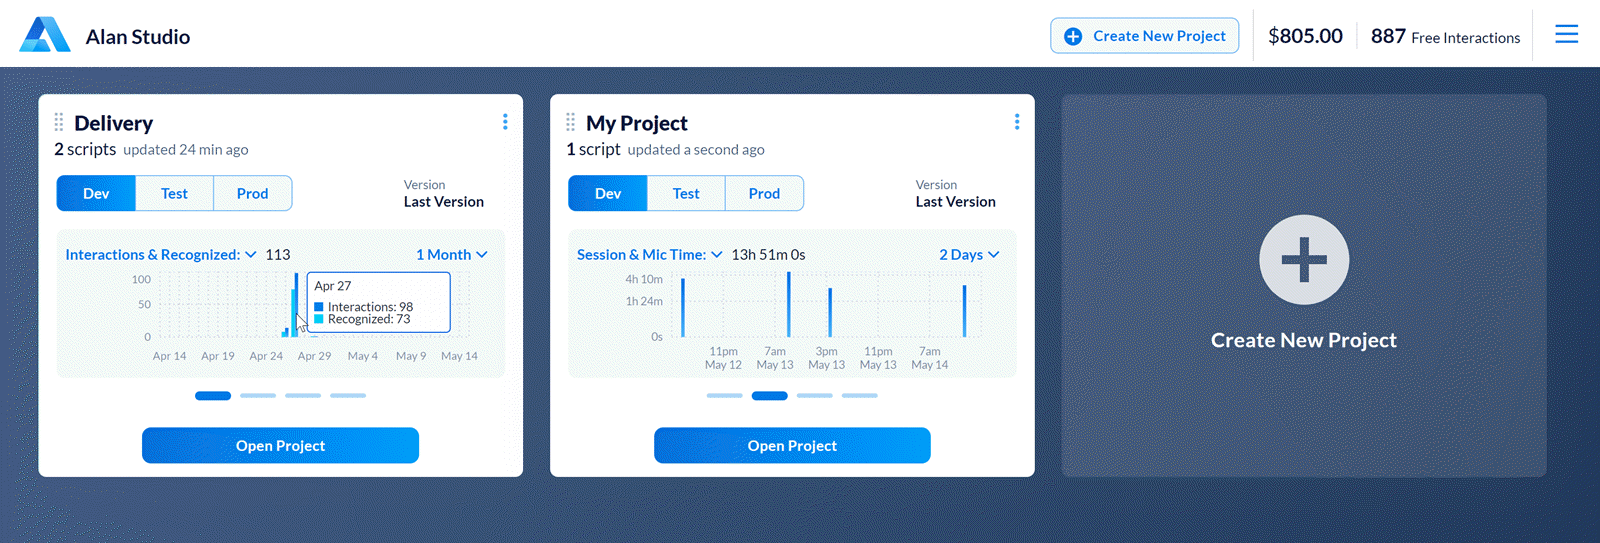 Alan Studio
Create New Project
$805.00
887 Free Interactions
Delivery
2 scripts updated 24 min ago
Dev Test Prod
Version
Last Version
Interactions & Recognized: 113
1 Month
100
50
0
Apr 27
Interactions: 98
Recognized: 73
Apr 14 Apr 19 Apr 24 Apr 29 May 4 May 9 May 14
Open Project
My Project
1 script updated a second ago
Dev Test Prod
Version
Last Version
Session & Mic Time: 13h 51m 0s
2 Days
4h 10m
1h 24m
0s
11pm 7am 3pm 11pm 7am
May 12 May 13 May 13 May 13 May 14
Open Project
Create New Project